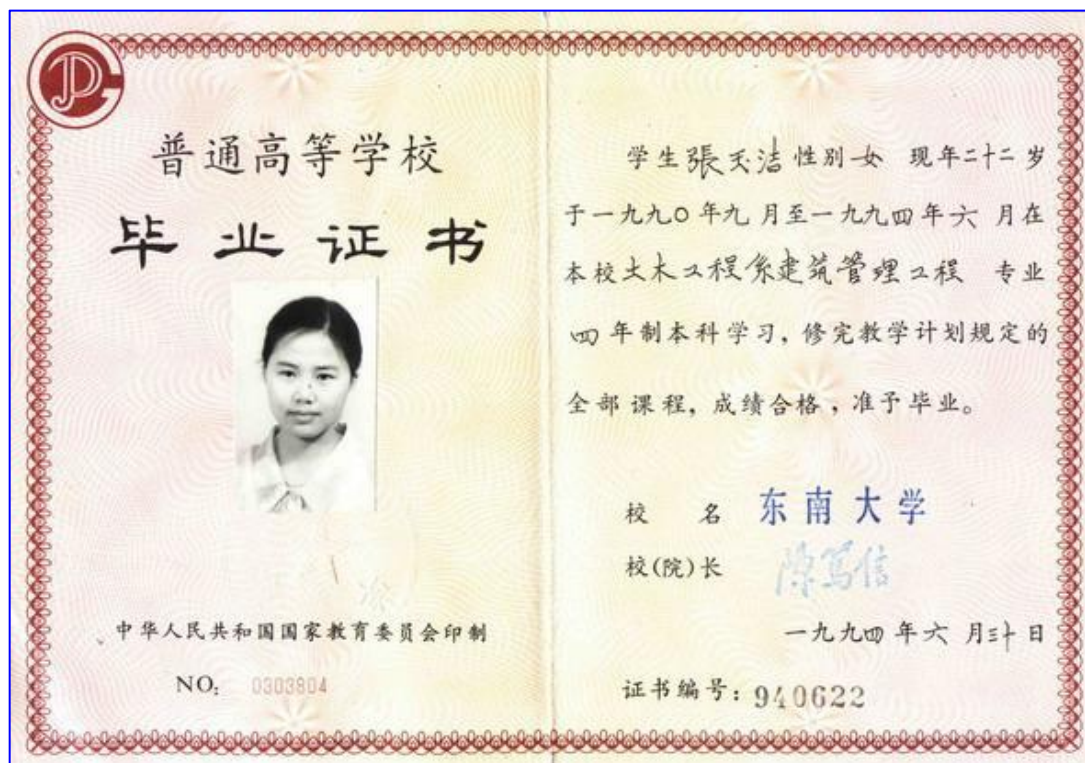 普通高等学校
毕业证书
中华人民共和国国家教育委员会印制
NO: 0303804
学生張天洁性别女 现年二十二岁
于一九九〇年九月至一九九四年六月在
本校土木工程系建筑管理工程 专业
四年制本科学习,修完教学计划规定的
全部课程,成绩合格,准予毕业。
校 名 东南大学
校(院)长 陳篤信
一九九四年六月三十日
证书编号:940622